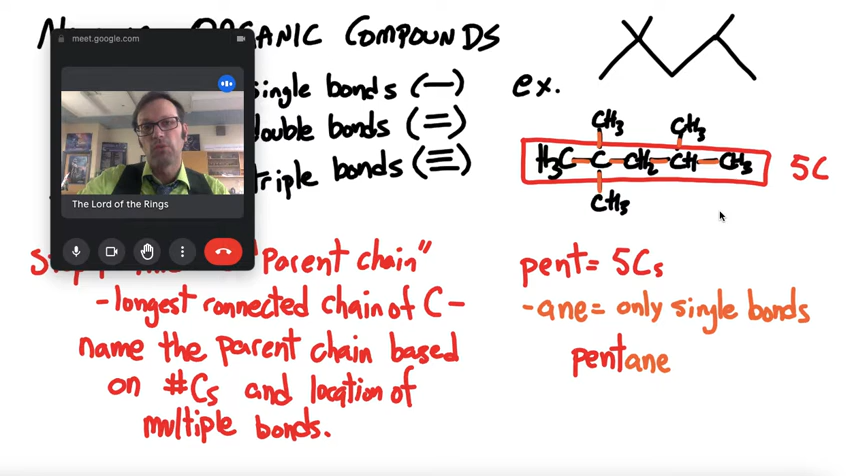 meet.google.com
ORGANIC COMPOUNDS
single bonds (—)
double bonds (=)
triple bonds (≡)
The Lord of the Rings
"Parent chain"
-longest connected chain of C -
name the parent chain based
on #Cs and location of
multiple bonds.
ex.
CH3 CH3
H3C-C-CH2-CH-CH3 5C
CH3
pent = 5Cs
-ane = only single bonds
pentane